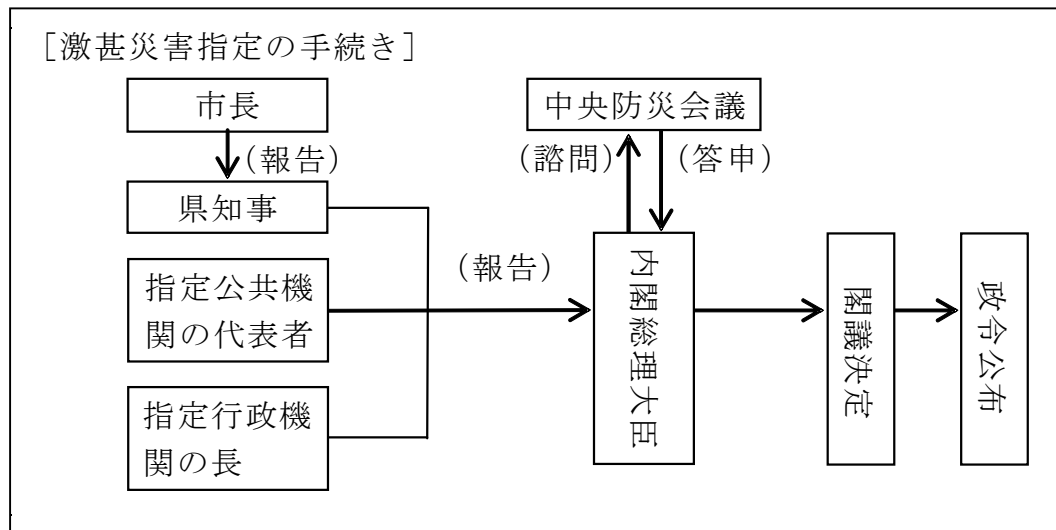 ［激甚災害指定の手続き］
市長
（報告）
県知事
指定公共機
関の代表者
指定行政機
関の長
（報告）
中央防災会議
（諮問）
（答申）
内閣総理大臣
閣議決定
政令公布